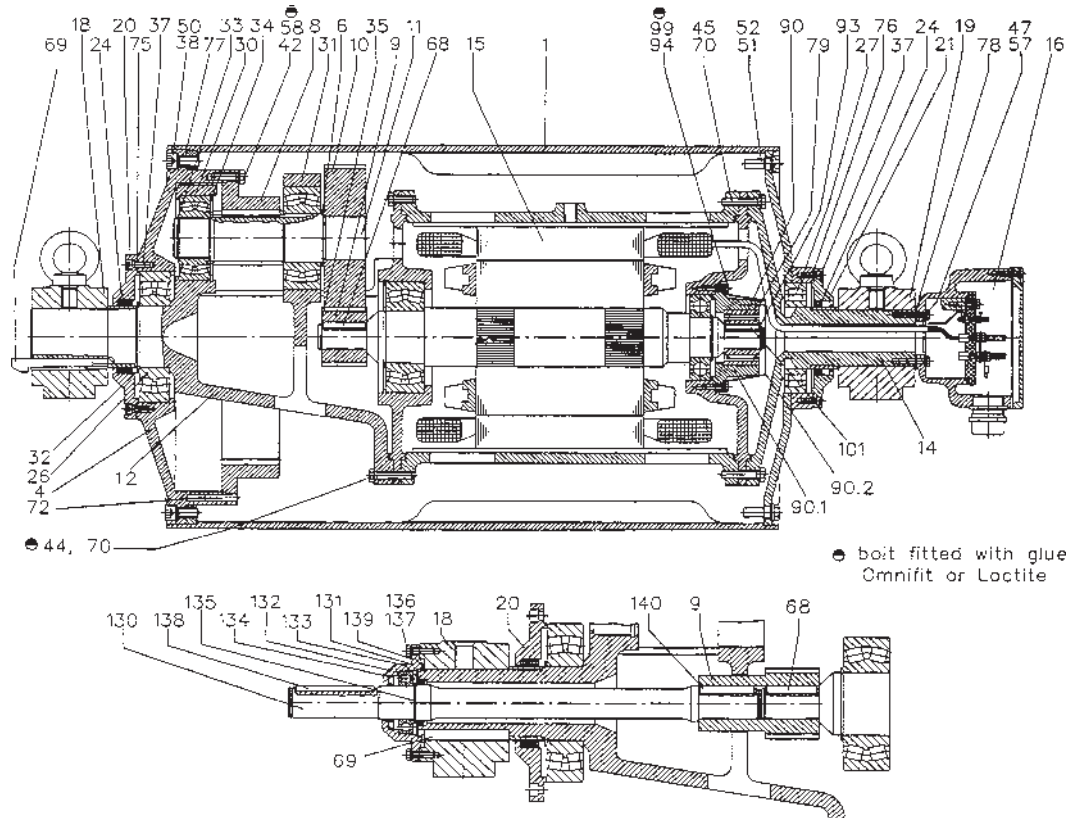 18 20 37 50 33 34 58 8 6 35 11 99 45 52 90 93 76 24 19 47
69 24 75 38 77 30 42 31 10 9 68 15 1 94 70 51 79 27 37 21 78 57 16
32
26
4
72
12
101
14
90.2
90.1
44, 70
bolt fitted with glue
Omnifit or Loctite
135 132 131 136
130 138 134 133 139 137 18 20 140 9 68
69